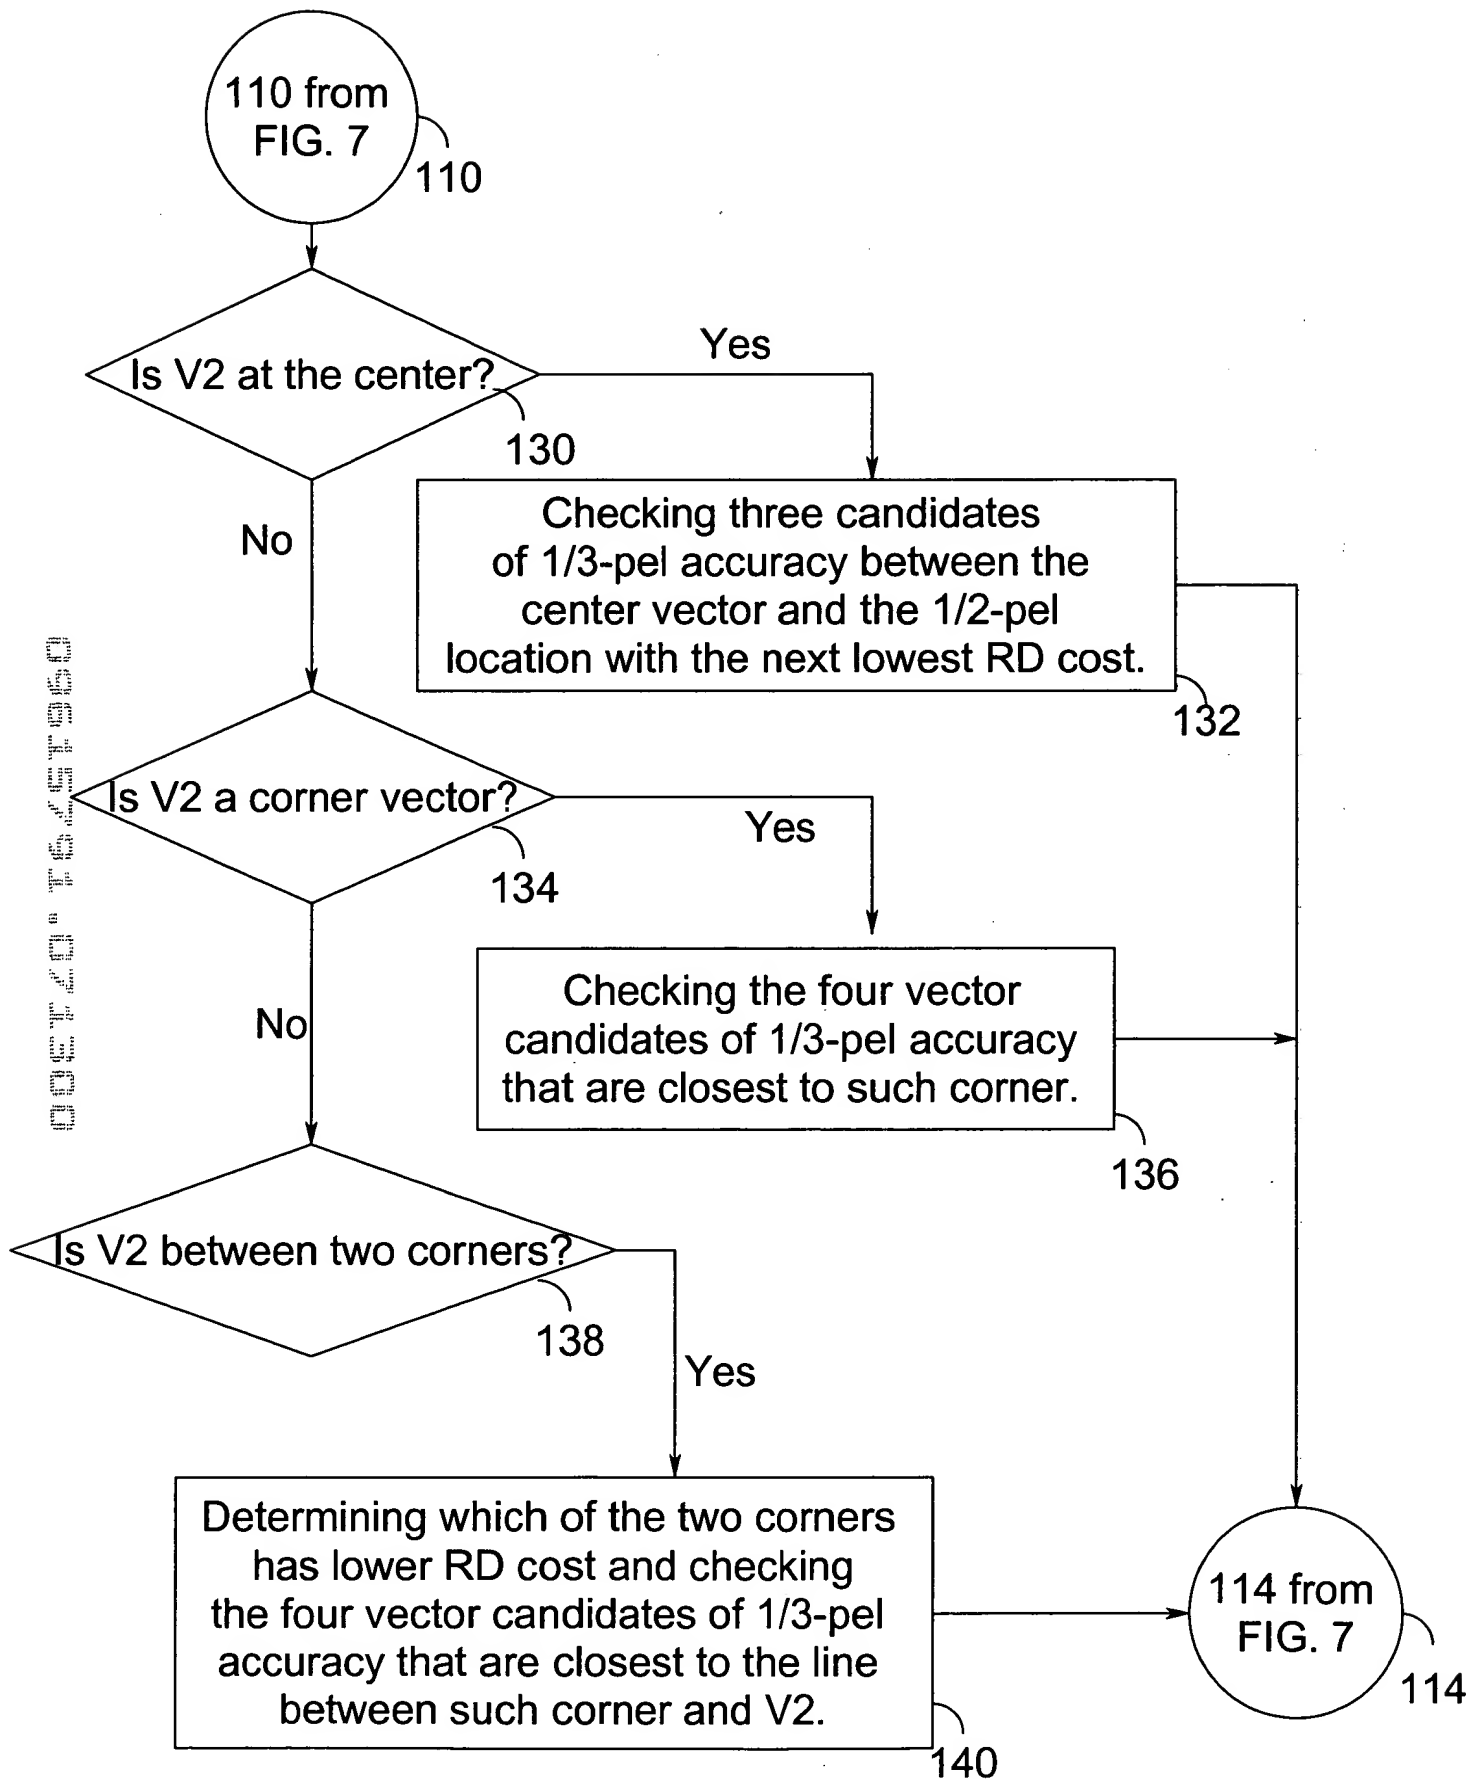 110 from
FIG. 7
110
Is V2 at the center?
Yes
130
No
Checking three candidates
of 1/3-pel accuracy between the
center vector and the 1/2-pel
location with the next lowest RD cost.
132
Is V2 a corner vector?
Yes
134
No
Checking the four vector
candidates of 1/3-pel accuracy
that are closest to such corner.
136
Is V2 between two corners?
138
Yes
Determining which of the two corners
has lower RD cost and checking
the four vector candidates of 1/3-pel
accuracy that are closest to the line
between such corner and V2.
140
114 from
FIG. 7
114